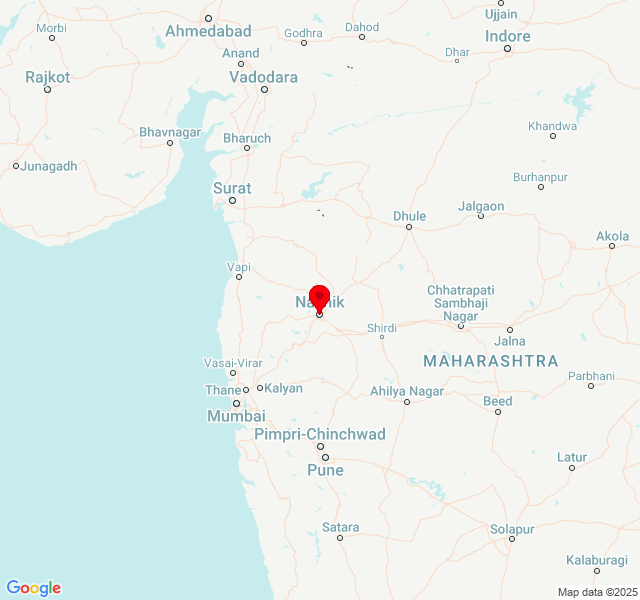 Ujjain
Morbi
Ahmedabad
Godhra
Dahod
Indore
Anand
Dhar
Rajkot
Vadodara
Khandwa
Bhavnagar
Bharuch
Junagadh
Burhanpur
Surat
Jalgaon
Dhule
Akola
Vapi
Chhatrapati
Sambhaji
Nagar
Shirdi
Jalna
MAHARASHTRA
Vasai-Virar
Parbhani
Thane
Kalyan
Ahilya Nagar
Beed
Mumbai
Pimpri-Chinchwad
Latur
Pune
Satara
Solapur
Kalaburagi
Google
Map data ©2025